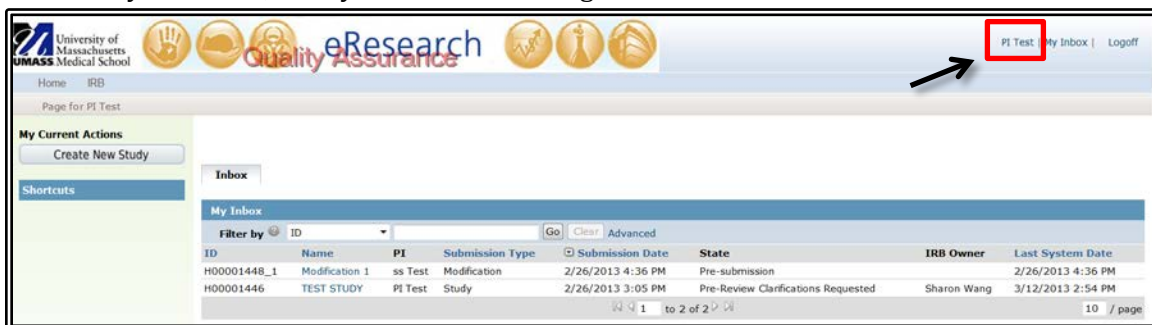 University of
Massachusetts
UMASS Medical School
eResearch
Quality Assurance
PI Test | My Inbox | Logoff
Home IRB
Page for PI Test
My Current Actions
Create New Study
Shortcuts
Inbox
My Inbox
Filter by ID Go Clear Advanced
ID Name PI Submission Type Submission Date State IRB Owner Last System Date
H00001448_1 Modification 1 ss Test Modification 2/26/2013 4:36 PM Pre-submission 2/26/2013 4:36 PM
H00001446 TEST STUDY PI Test Study 2/26/2013 3:05 PM Pre-Review Clarifications Requested Sharon Wang 3/12/2013 2:54 PM
1 to 2 of 2 10 / page